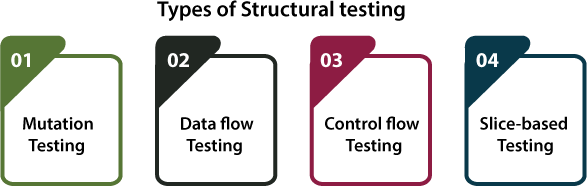 Types of Structural testing
01
Mutation
Testing
02
Data flow
Testing
03
Control flow
Testing
04
Slice-based
Testing